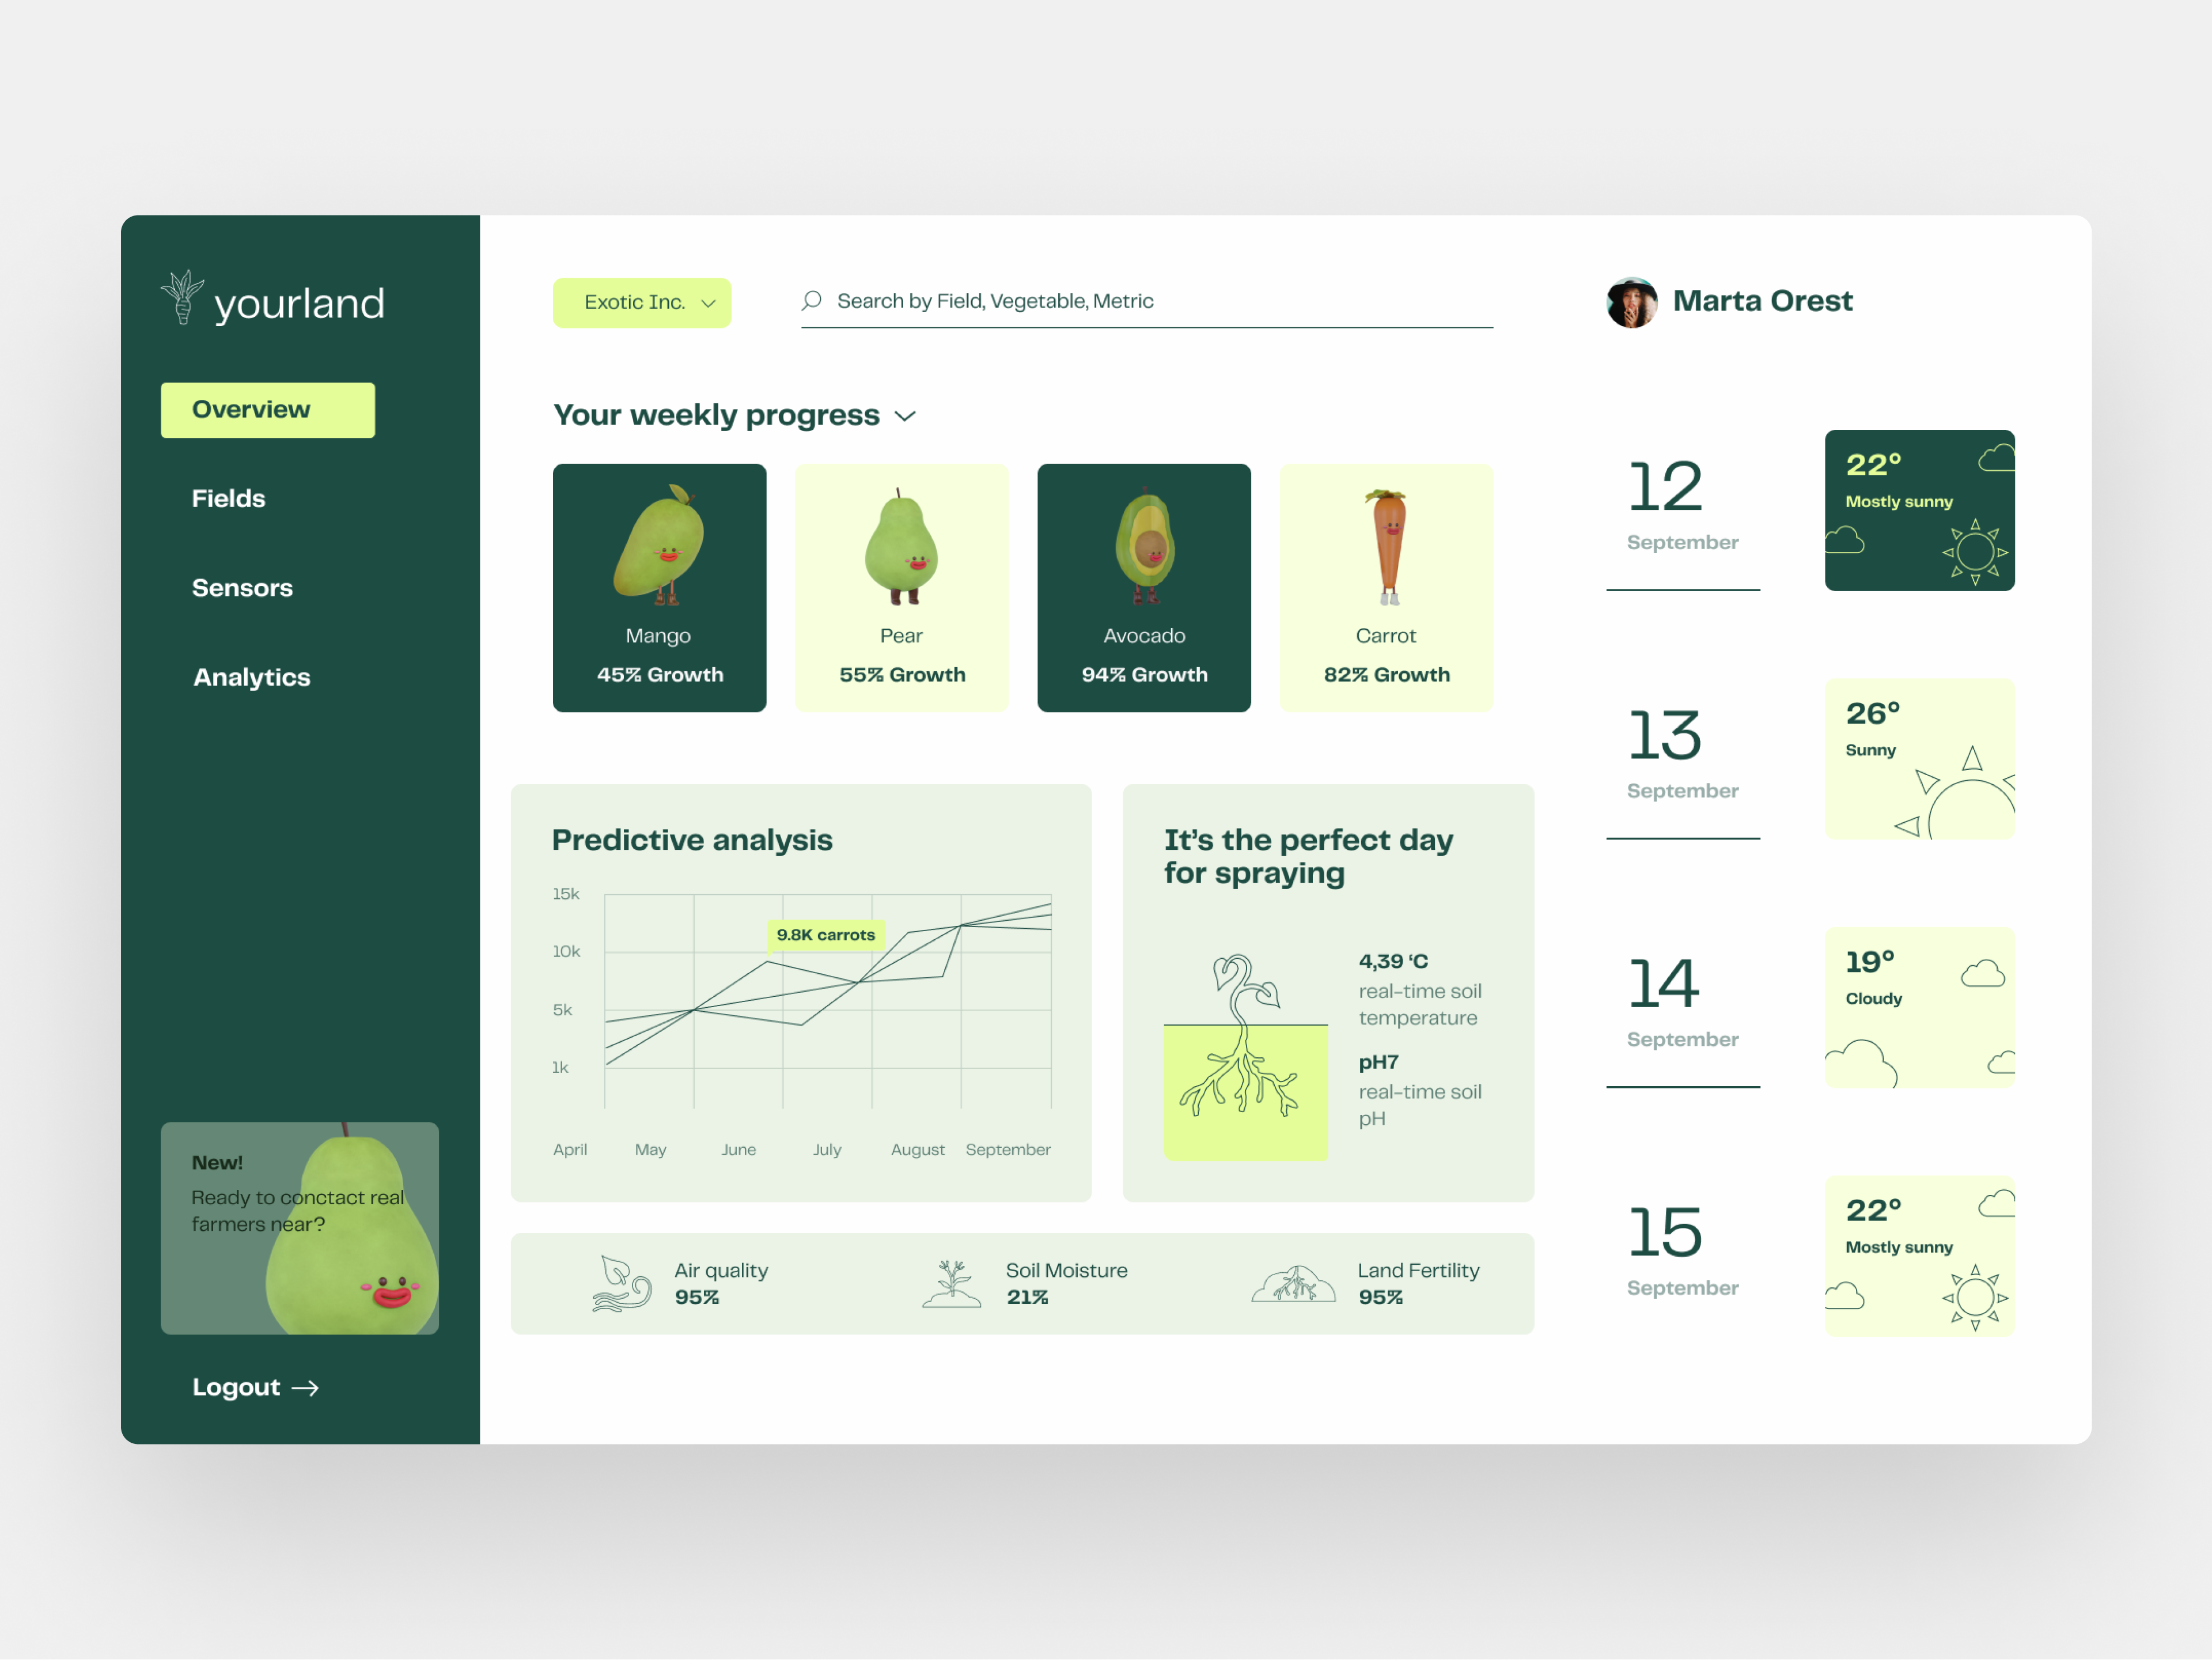 yourland
Overview
Fields
Sensors
Analytics
New!
Ready to conctact real
farmers near?
Logout
Exotic Inc.
Search by Field, Vegetable, Metric
Marta Orest
Your weekly progress
Mango
45% Growth
Pear
55% Growth
Avocado
94% Growth
Carrot
82% Growth
Predictive analysis
15k
10k
5k
1k
9.8K carrots
April May June July August September
It’s the perfect day
for spraying
4,39 ‘C
real-time soil
temperature
pH7
real-time soil
pH
Air quality
95%
Soil Moisture
21%
Land Fertility
95%
12
September
22°
Mostly sunny
13
September
26°
Sunny
14
September
19°
Cloudy
15
September
22°
Mostly sunny